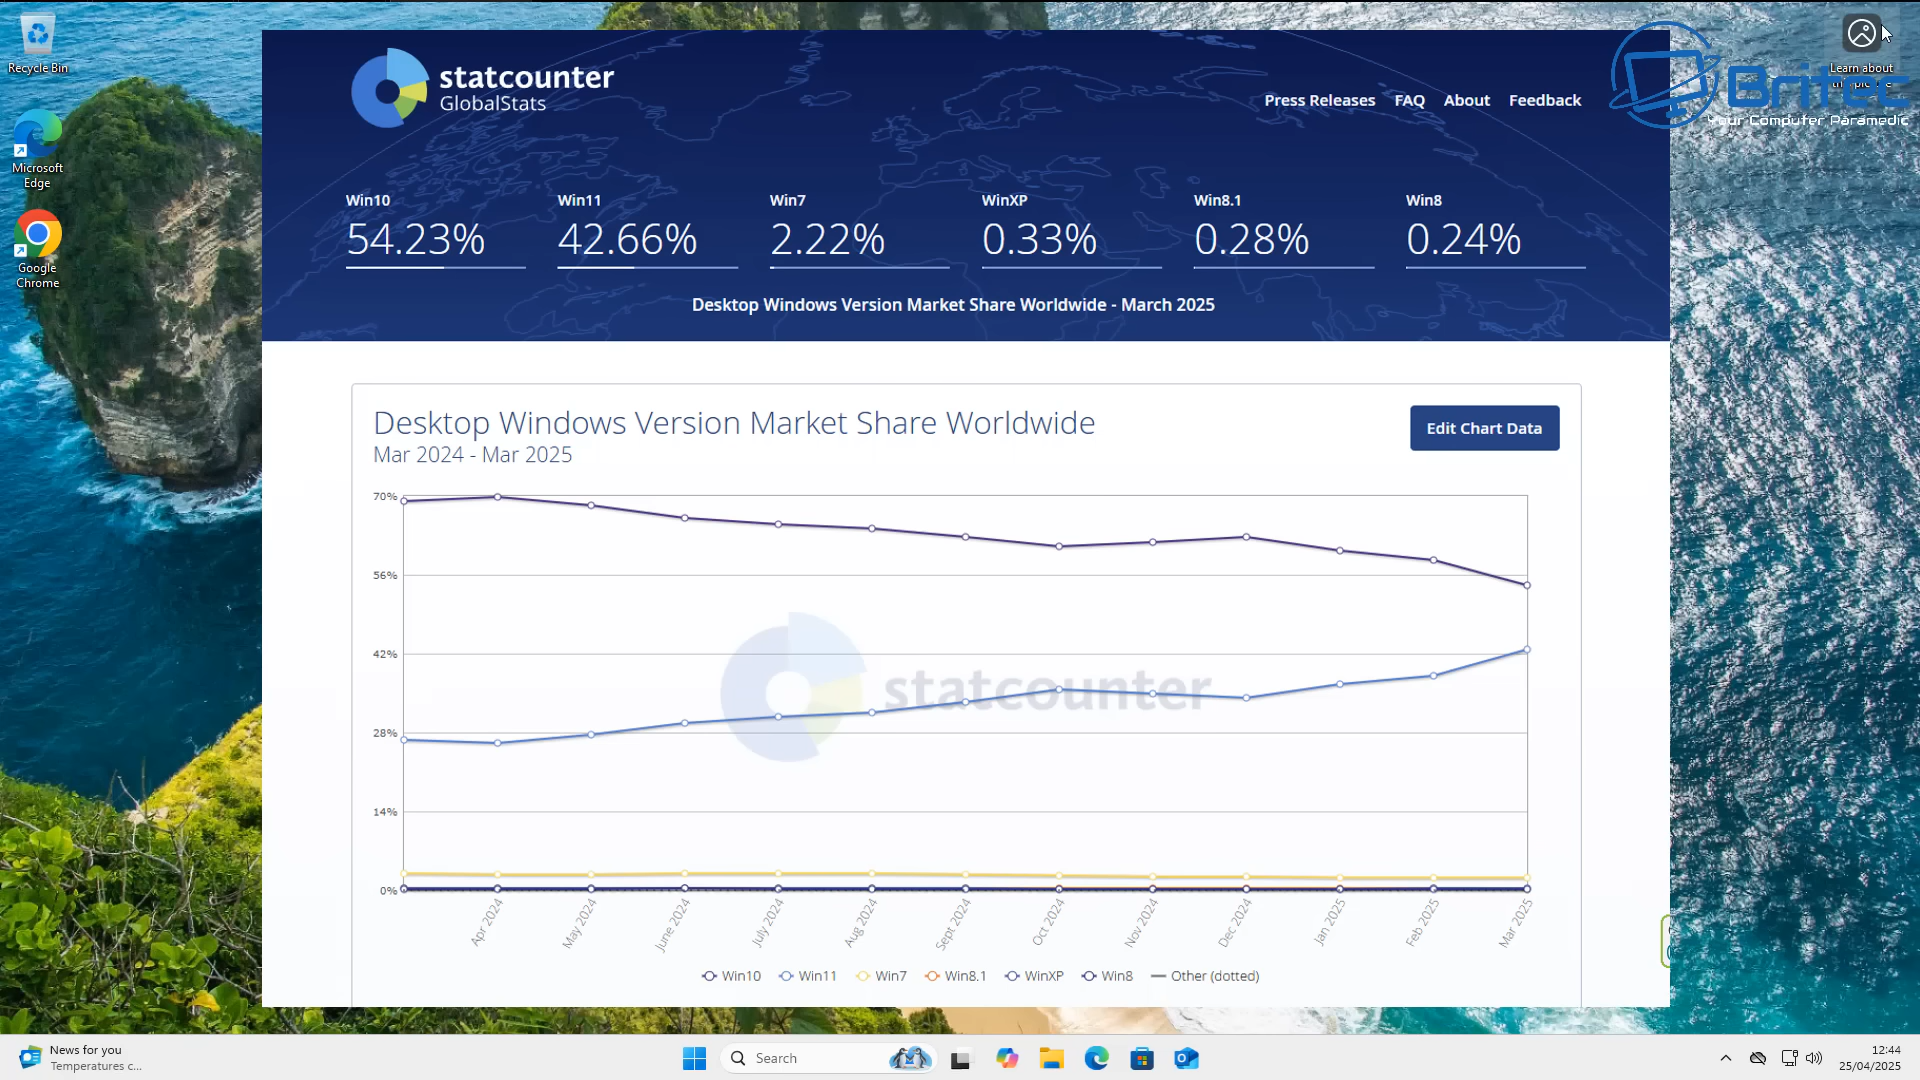 Recycle Bin
Microsoft
Edge
Google
Chrome
statcounter
GlobalStats
Press Releases FAQ About Feedback
Learn about
Britec
Your Computer Paramedic
Win10 Win11 Win7 WinXP Win8.1 Win8
54.23% 42.66% 2.22% 0.33% 0.28% 0.24%
Desktop Windows Version Market Share Worldwide - March 2025
Desktop Windows Version Market Share Worldwide
Mar 2024 - Mar 2025
Edit Chart Data
70%
56%
42%
statcounter
28%
14%
0%
Apr 2024 May 2024 June 2024 July 2024 Aug 2024 Sept 2024 Oct 2024 Nov 2024 Dec 2024 Jan 2025 Feb 2025 Mar 2025
Win10 Win11 Win7 Win8.1 WinXP Win8 Other (dotted)
News for you
Temperatures c...
Search
12:44
25/04/2025